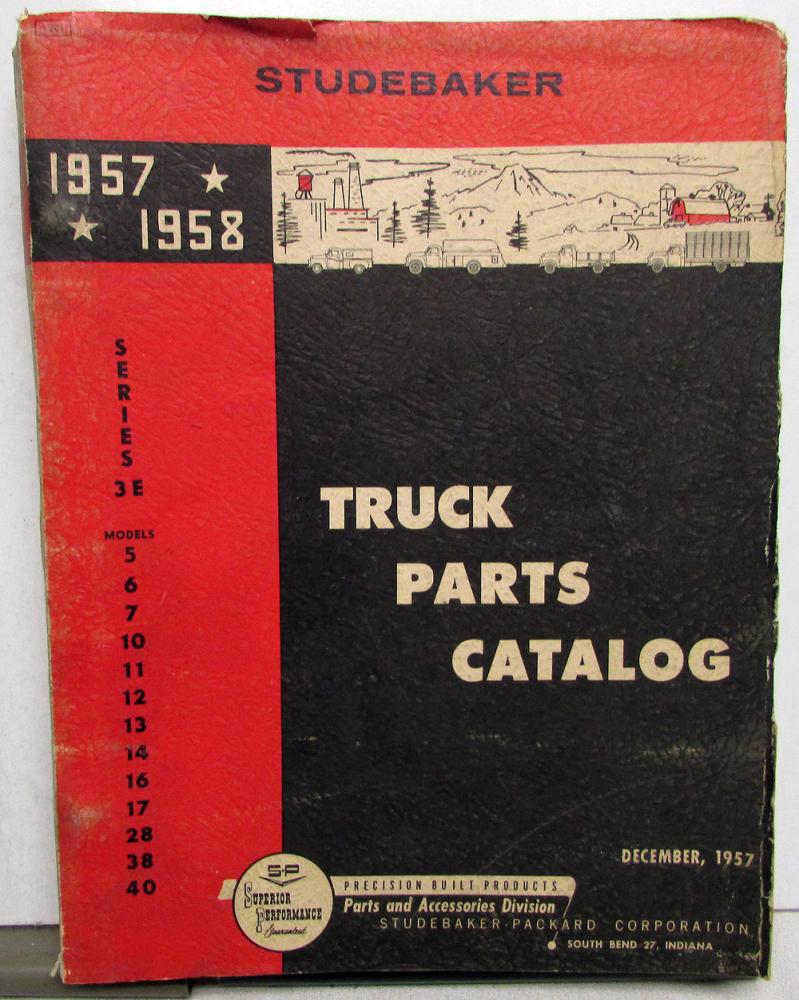 STUDEBAKER
1957
1958
SERIES
3E
MODELS
5
6
7
10
11
12
13
14
16
17
28
38
40
TRUCK
PARTS
CATALOG
DECEMBER, 1957
S-P
SUPERIOR
PERFORMANCE
Guaranteed
PRECISION BUILT PRODUCTS
Parts and Accessories Division
STUDEBAKER-PACKARD CORPORATION
SOUTH BEND 27, INDIANA